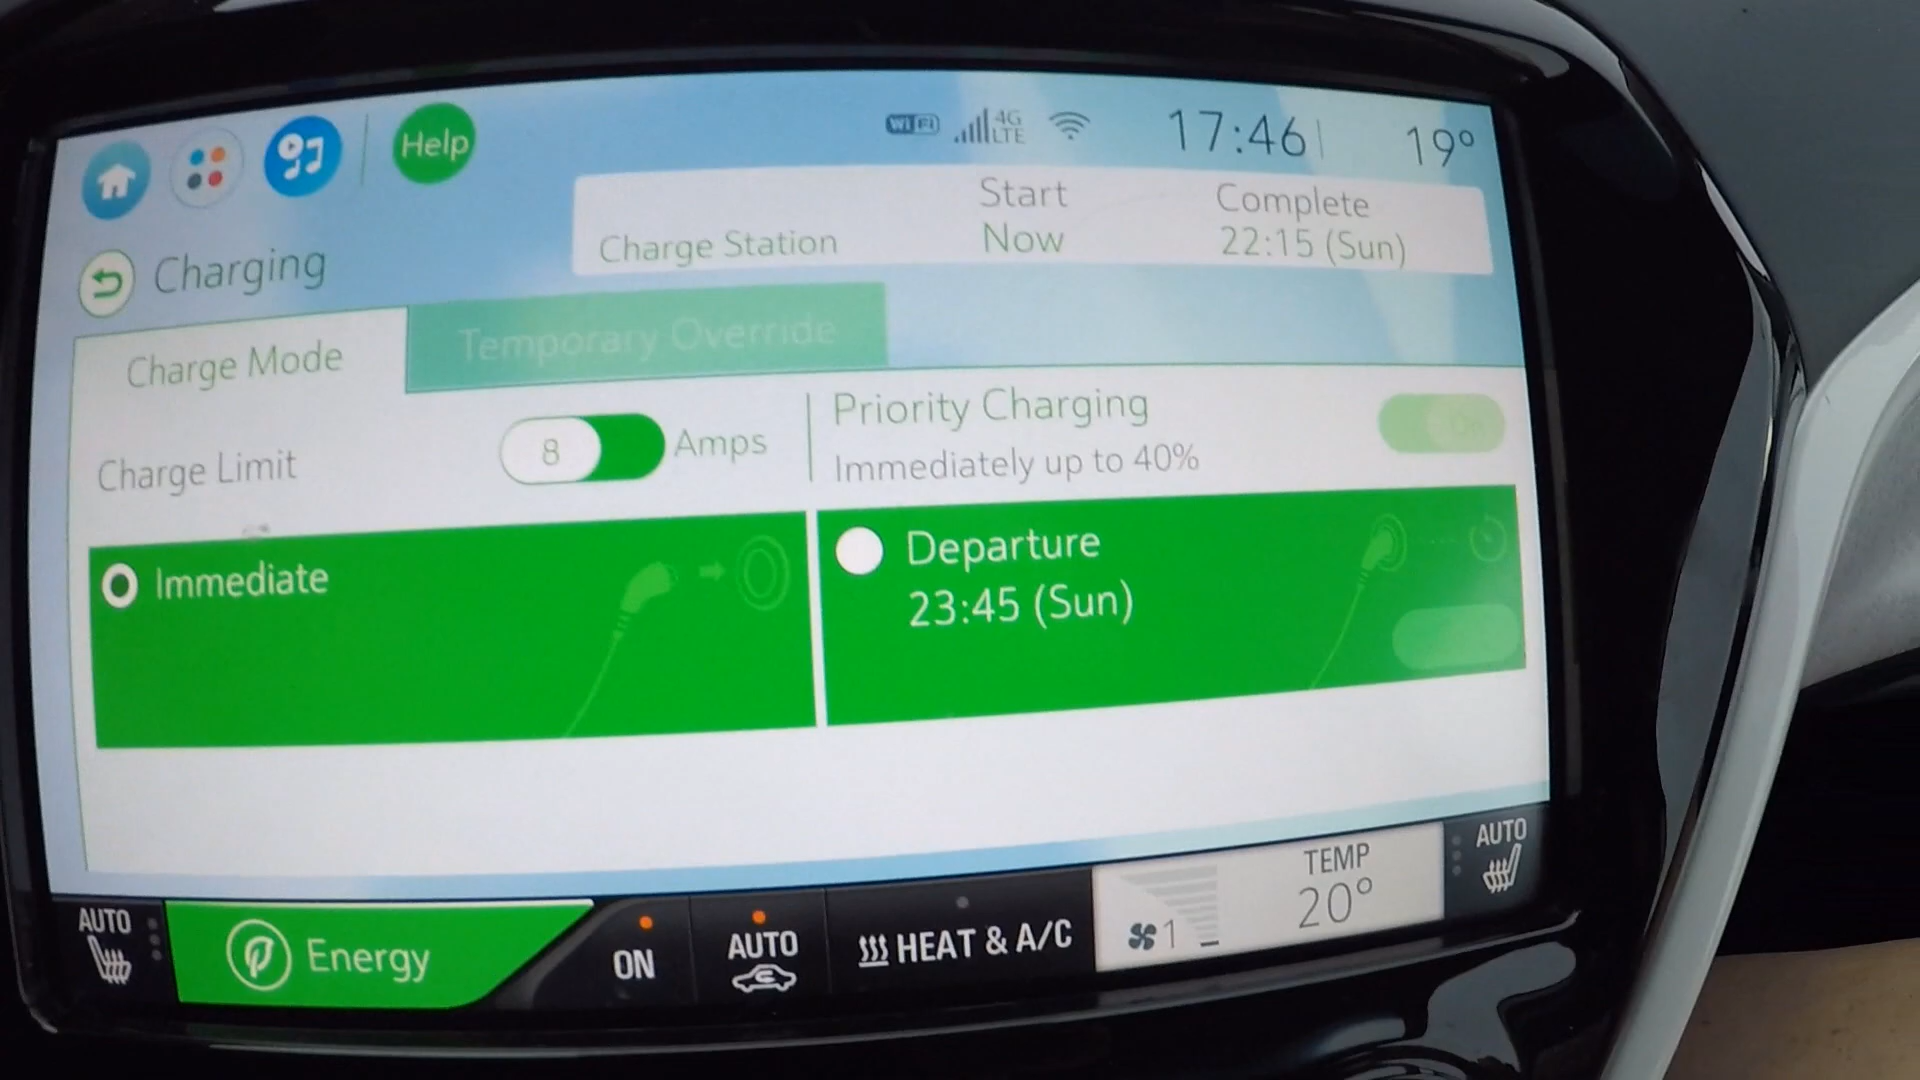 Help
WiFi
4G
LTE
17:46
19°
Charging
Start
Complete
Charge Station
Now
22:15 (Sun)
Charge Mode
Temporary Override
Charge Limit
8
Amps
Priority Charging
Immediately up to 40%
On
Immediate
Departure
23:45 (Sun)
AUTO
Energy
ON
AUTO
HEAT & A/C
1
TEMP
20°
AUTO